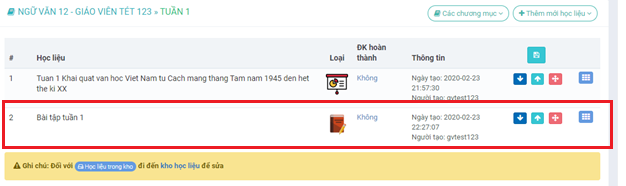 NGỮ VĂN 12 - GIÁO VIÊN TÉT 123 » TUẦN 1
Các chương mục
Thêm mới học liệu
# Học liệu Loại ĐK hoàn thành Thông tin
1 Tuan 1 Khai quat van hoc Viet Nam tu Cach mang thang Tam nam 1945 den het the ki XX Không Ngày tạo: 2020-02-23 21:57:30
Người tạo: gvtest123
2 Bài tập tuần 1 Không Ngày tạo: 2020-02-23 22:27:07
Người tạo: gvtest123
Ghi chú: Đối với Học liệu trong kho đi đến kho học liệu để sửa